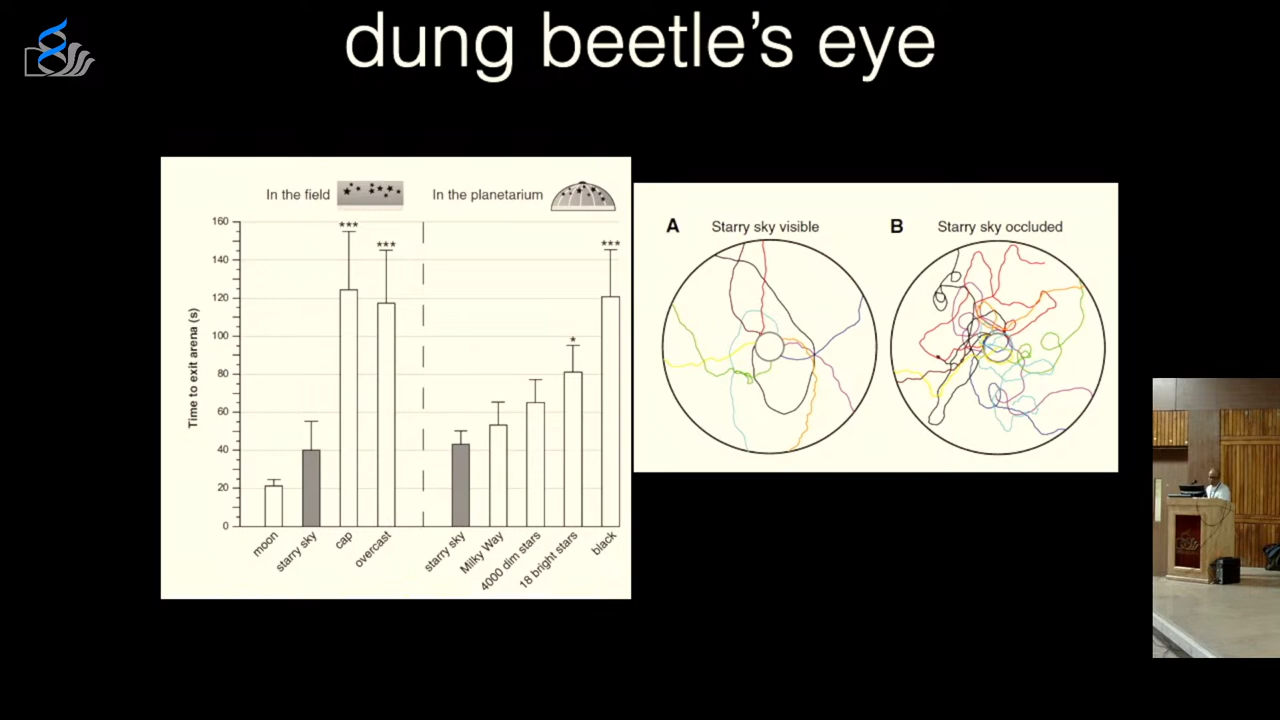 dung beetle's eye
In the field
In the planetarium
160
140
120
100
80
60
40
20
0
Time to exit arena (s)
***
***
*
***
moon
starry sky
cap
overcast
starry sky
Milky Way
4000 dim stars
18 bright stars
black
A Starry sky visible
B Starry sky occluded